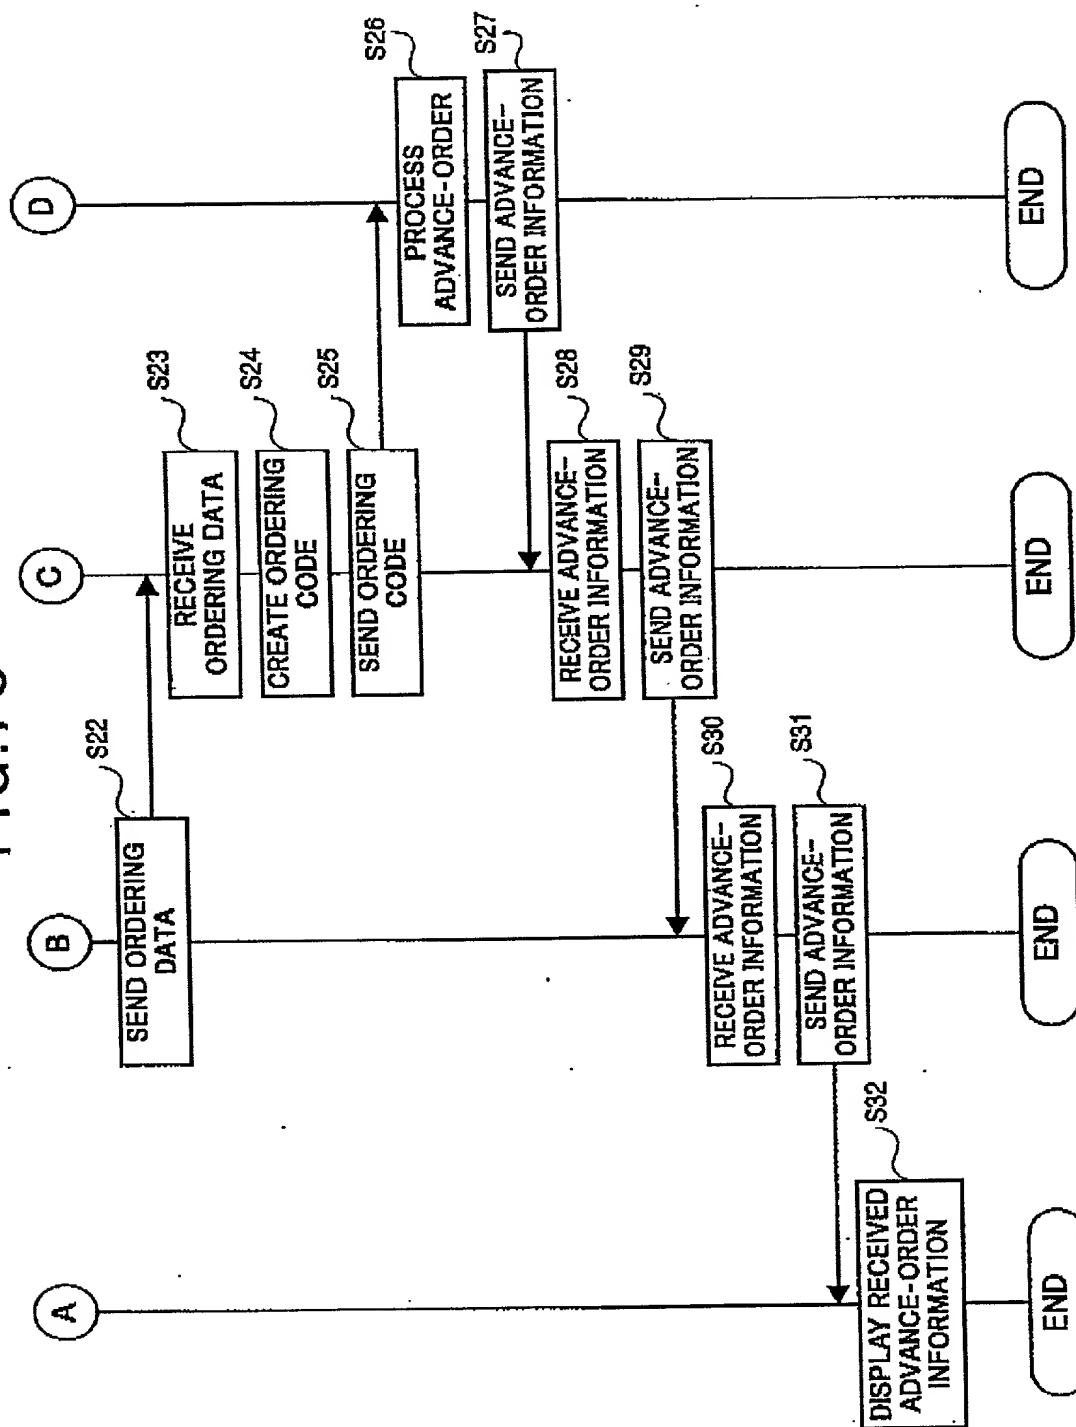 A
B
C
D
SEND ORDERING
DATA
S22
RECEIVE
ORDERING DATA
S23
CREATE ORDERING
CODE
S24
SEND ORDERING
CODE
S25
PROCESS
ADVANCE-ORDER
S26
SEND ADVANCE-
ORDER INFORMATION
S27
RECEIVE ADVANCE-
ORDER INFORMATION
S28
SEND ADVANCE-
ORDER INFORMATION
S29
RECEIVE ADVANCE-
ORDER INFORMATION
S30
SEND ADVANCE-
ORDER INFORMATION
S31
DISPLAY RECEIVED
ADVANCE-ORDER
INFORMATION
S32
END
END
END
END